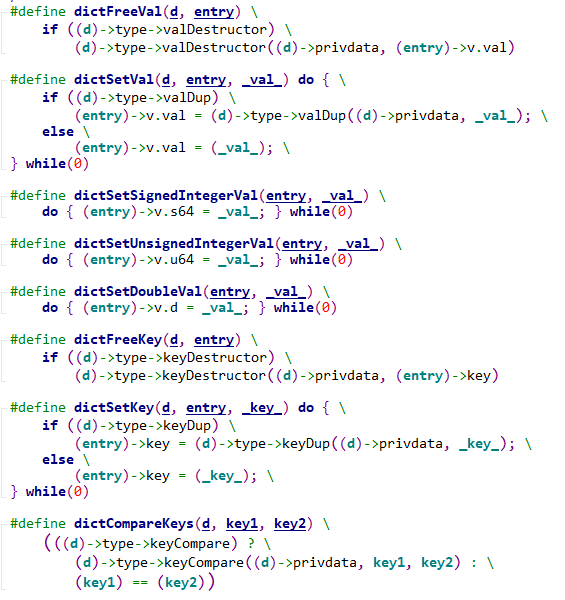 #define dictFreeVal(d, entry) \
    if ((d)->type->valDestructor) \
        (d)->type->valDestructor((d)->privdata, (entry)->v.val)

#define dictSetVal(d, entry, _val_) do { \
    if ((d)->type->valDup) \
        (entry)->v.val = (d)->type->valDup((d)->privdata, _val_); \
    else \
        (entry)->v.val = (_val_); \
} while(0)

#define dictSetSignedIntegerVal(entry, _val_) \
    do { (entry)->v.s64 = _val_; } while(0)

#define dictSetUnsignedIntegerVal(entry, _val_) \
    do { (entry)->v.u64 = _val_; } while(0)

#define dictSetDoubleVal(entry, _val_) \
    do { (entry)->v.d = _val_; } while(0)

#define dictFreeKey(d, entry) \
    if ((d)->type->keyDestructor) \
        (d)->type->keyDestructor((d)->privdata, (entry)->key)

#define dictSetKey(d, entry, _key_) do { \
    if ((d)->type->keyDup) \
        (entry)->key = (d)->type->keyDup((d)->privdata, _key_); \
    else \
        (entry)->key = (_key_); \
} while(0)

#define dictCompareKeys(d, key1, key2) \
    (((d)->type->keyCompare) ? \
        (d)->type->keyCompare((d)->privdata, key1, key2) : \
        (key1) == (key2))